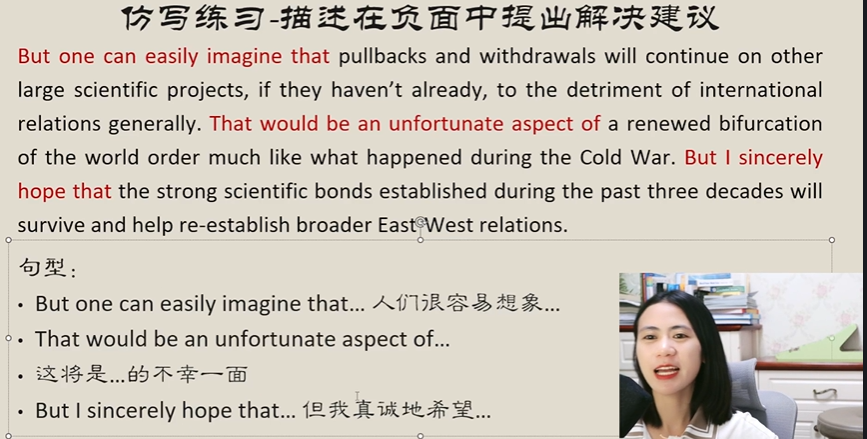 仿写练习-描述在负面中提出解决建议
But one can easily imagine that pullbacks and withdrawals will continue on other
large scientific projects, if they haven’t already, to the detriment of international
relations generally. That would be an unfortunate aspect of a renewed bifurcation
of the world order much like what happened during the Cold War. But I sincerely
hope that the strong scientific bonds established during the past three decades will
survive and help re-establish broader East West relations.
句型：
• But one can easily imagine that... 人们很容易想象...
• That would be an unfortunate aspect of...
• 这将是...的不幸一面
• But I sincerely hope that... 但我真诚地希望...